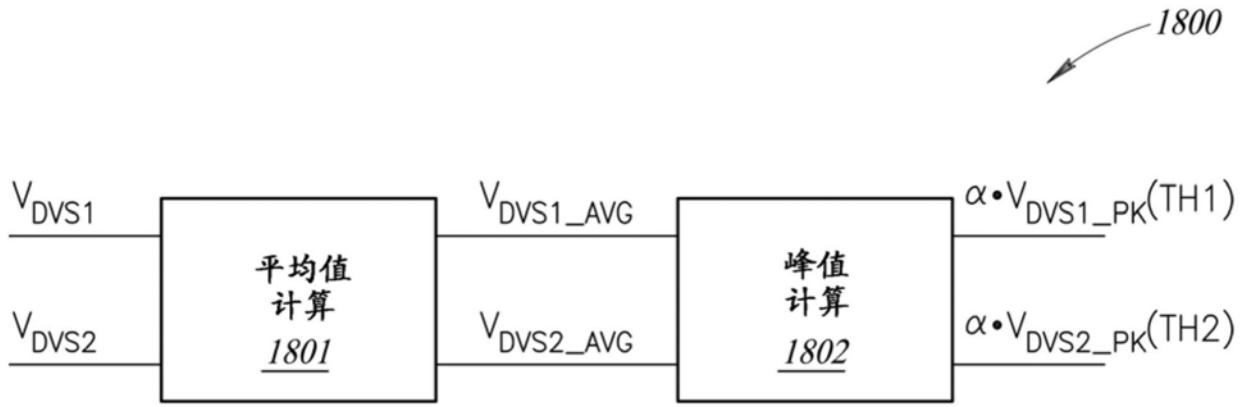 1800
V_DVS1 V_DVS1_AVG α•V_DVS1_PK(TH1)
平均值
计算
1801
峰值
计算
1802
V_DVS2 V_DVS2_AVG α•V_DVS2_PK(TH2)